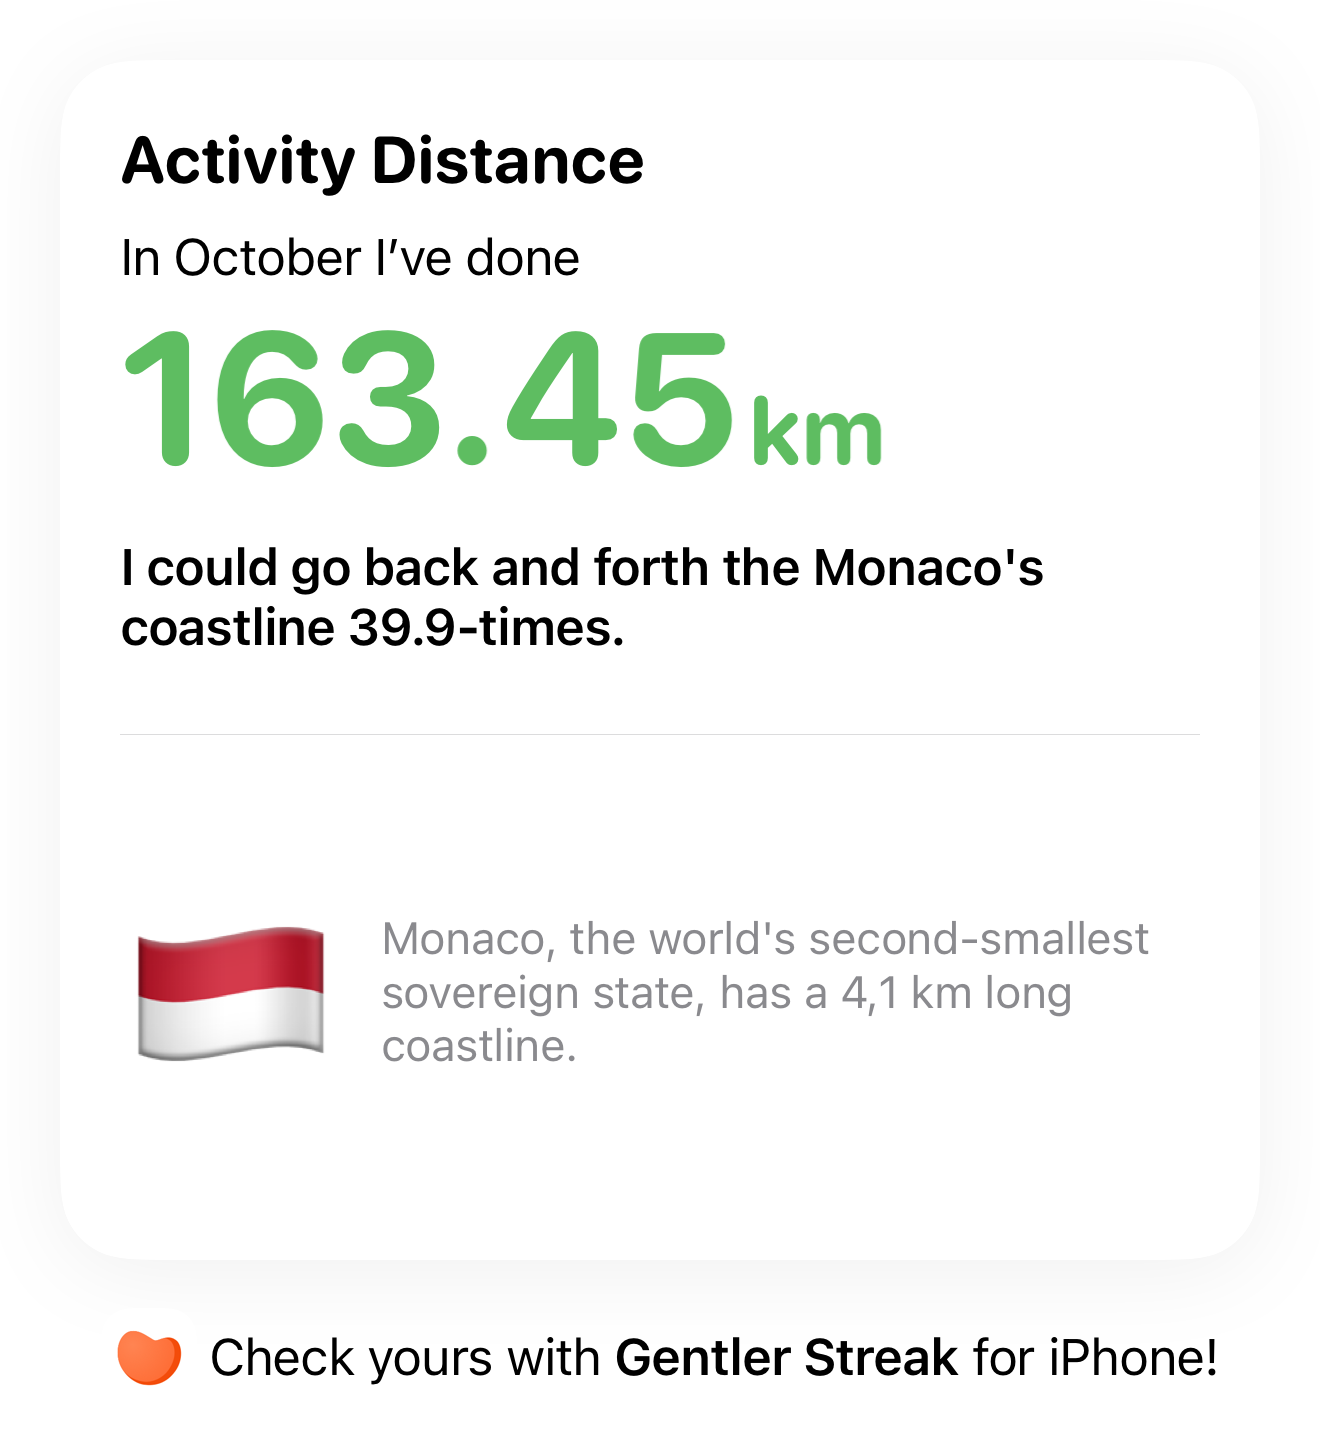 Activity Distance
In October I’ve done
163.45 km
I could go back and forth the Monaco's
coastline 39.9-times.
Monaco, the world's second-smallest
sovereign state, has a 4,1 km long
coastline.
Check yours with Gentler Streak for iPhone!